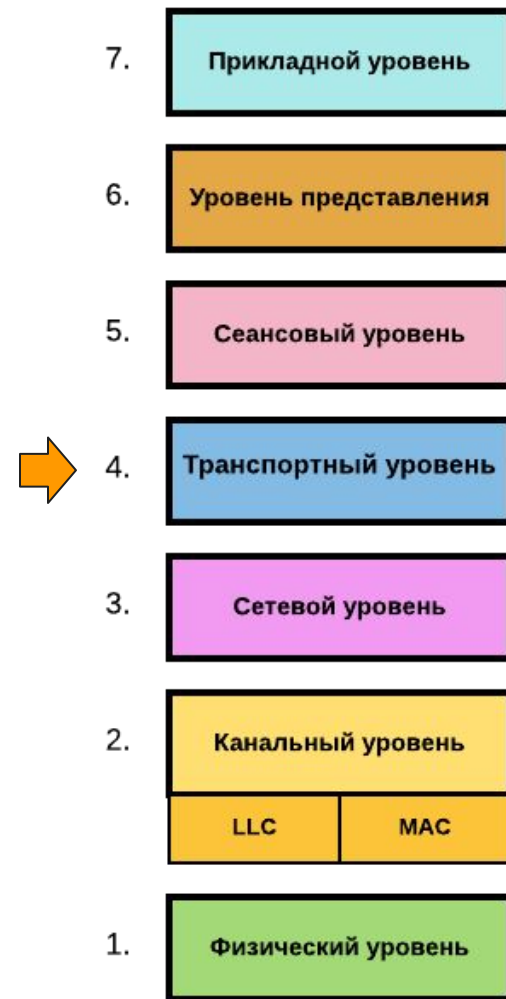 7. Прикладной уровень
6. Уровень представления
5. Сеансовый уровень
4. Транспортный уровень
3. Сетевой уровень
2. Канальный уровень
LLC MAC
1. Физический уровень